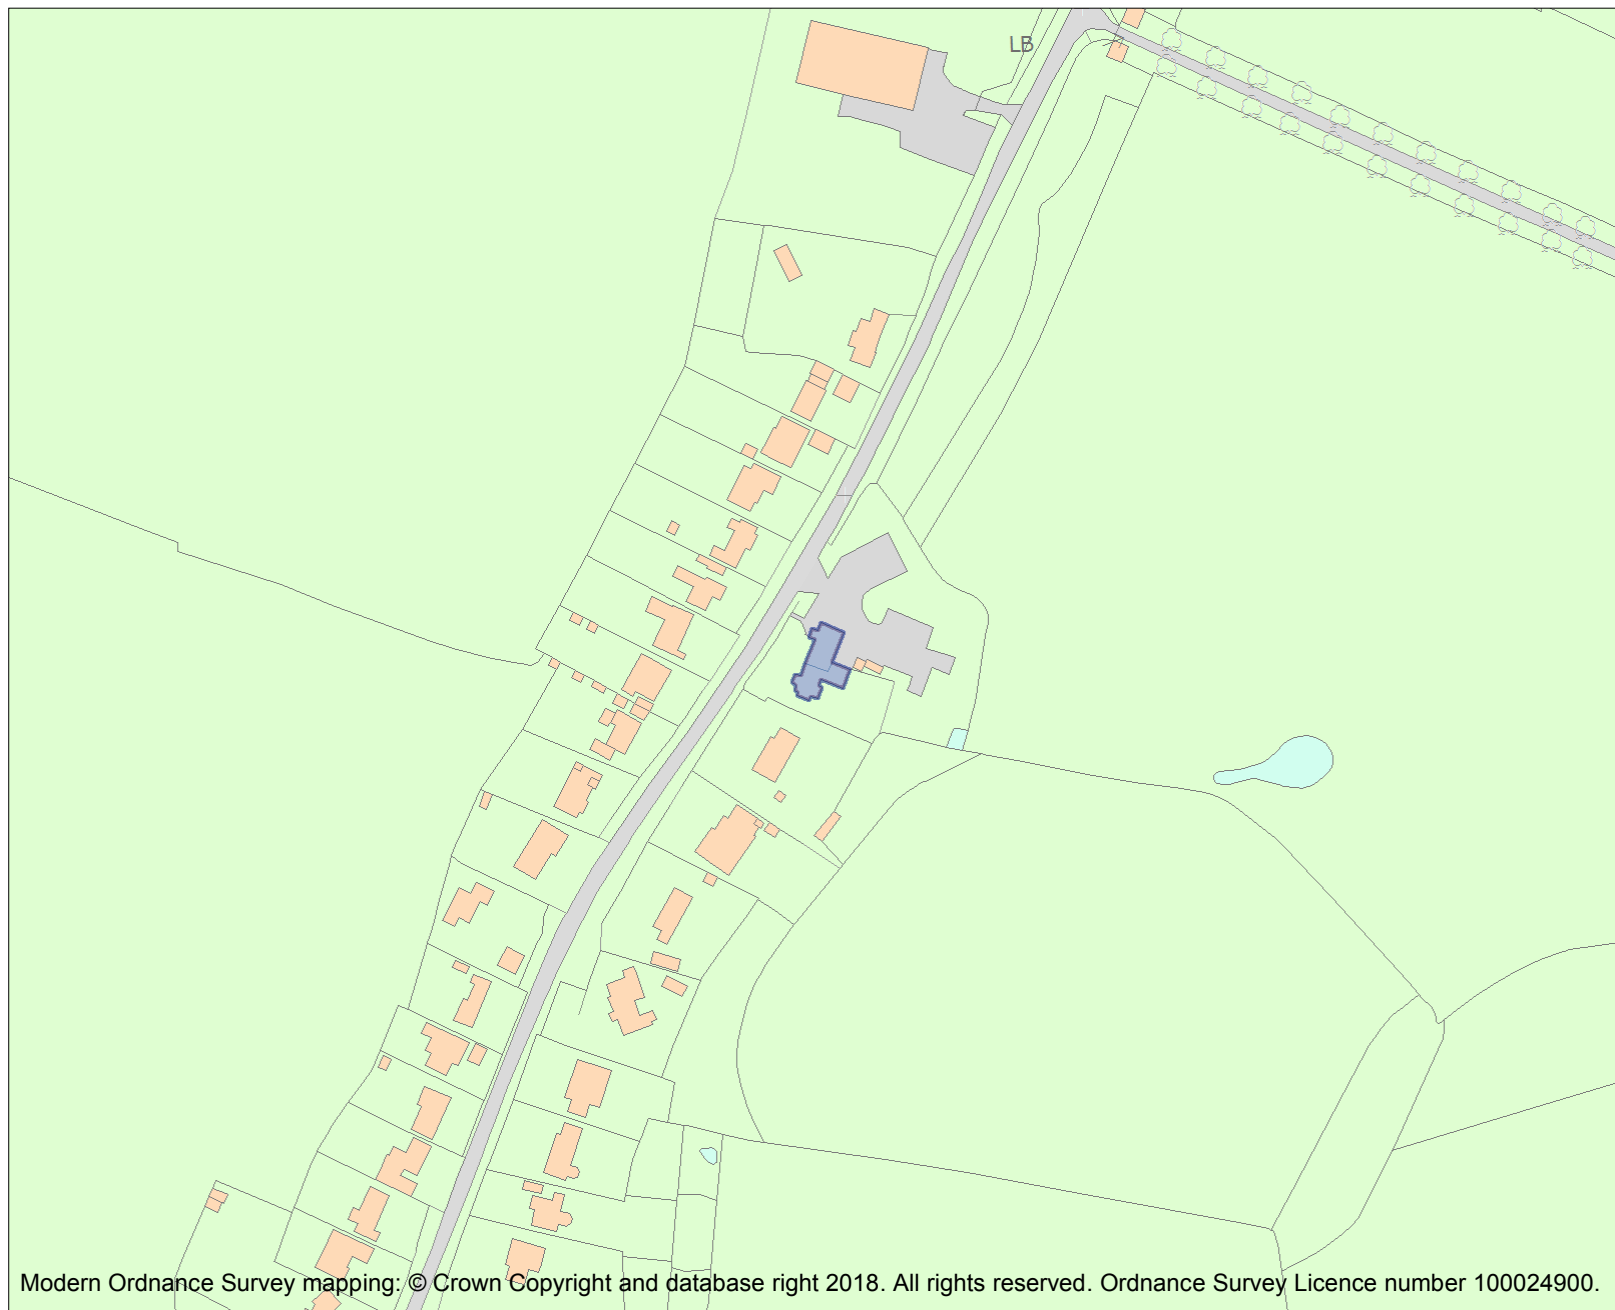 LB
Modern Ordnance Survey mapping: © Crown Copyright and database right 2018. All rights reserved. Ordnance Survey Licence number 100024900.